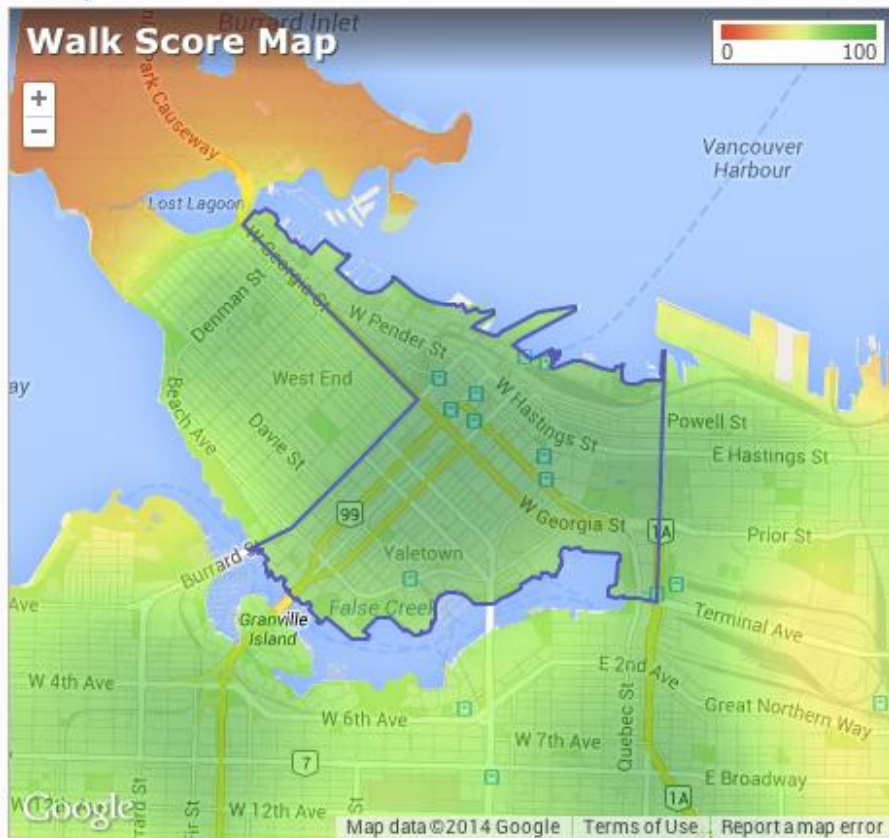 Burrard Inlet
Walk Score Map
0 100
+
−
Park Causeway
Vancouver
Harbour
Lost Lagoon
W Georgia St
Denman St
W Pender St
West End
Beach Ave
W Hastings St
Powell St
Davie St
E Hastings St
99
W Georgia St
1A
Prior St
Yaletown
Burrard St
False Creek
Granville
Island
Terminal Ave
W 4th Ave
E 2nd Ave
Quebec St
Great Northern Way
W 6th Ave
W 7th Ave
7
E Broadway
1A
Google
W 12th Ave
Map data ©2014 Google
Terms of Use
Report a map error